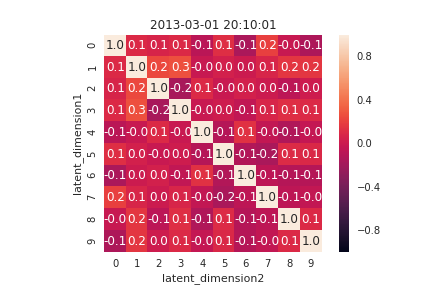 2013-03-01 20:10:01
0 1.0 0.1 0.1 0.1 -0.1 0.1 -0.1 0.2 -0.0 -0.1
1 0.1 1.0 0.2 0.3 -0.0 0.0 0.0 0.1 0.2 0.2
2 0.1 0.2 1.0 -0.2 0.1 -0.0 0.0 0.0 -0.1 0.0
3 0.1 0.3 -0.2 1.0 -0.0 -0.0 -0.1 0.1 0.1 0.1
4 -0.1 -0.0 0.1 -0.0 1.0 -0.1 0.1 -0.0 -0.1 -0.0
5 0.1 0.0 -0.0 -0.0 -0.1 1.0 -0.1 -0.2 0.1 0.1
6 -0.1 0.0 0.0 -0.1 0.1 -0.1 1.0 -0.1 -0.1 -0.1
7 0.2 0.1 0.0 0.1 -0.0 -0.2 -0.1 1.0 -0.1 -0.0
8 -0.0 0.2 -0.1 0.1 -0.1 0.1 -0.1 -0.1 1.0 0.1
9 -0.1 0.2 0.0 0.1 -0.0 0.1 -0.1 -0.0 0.1 1.0
0 1 2 3 4 5 6 7 8 9
latent_dimension1
latent_dimension2
0.8
0.4
0.0
-0.4
-0.8